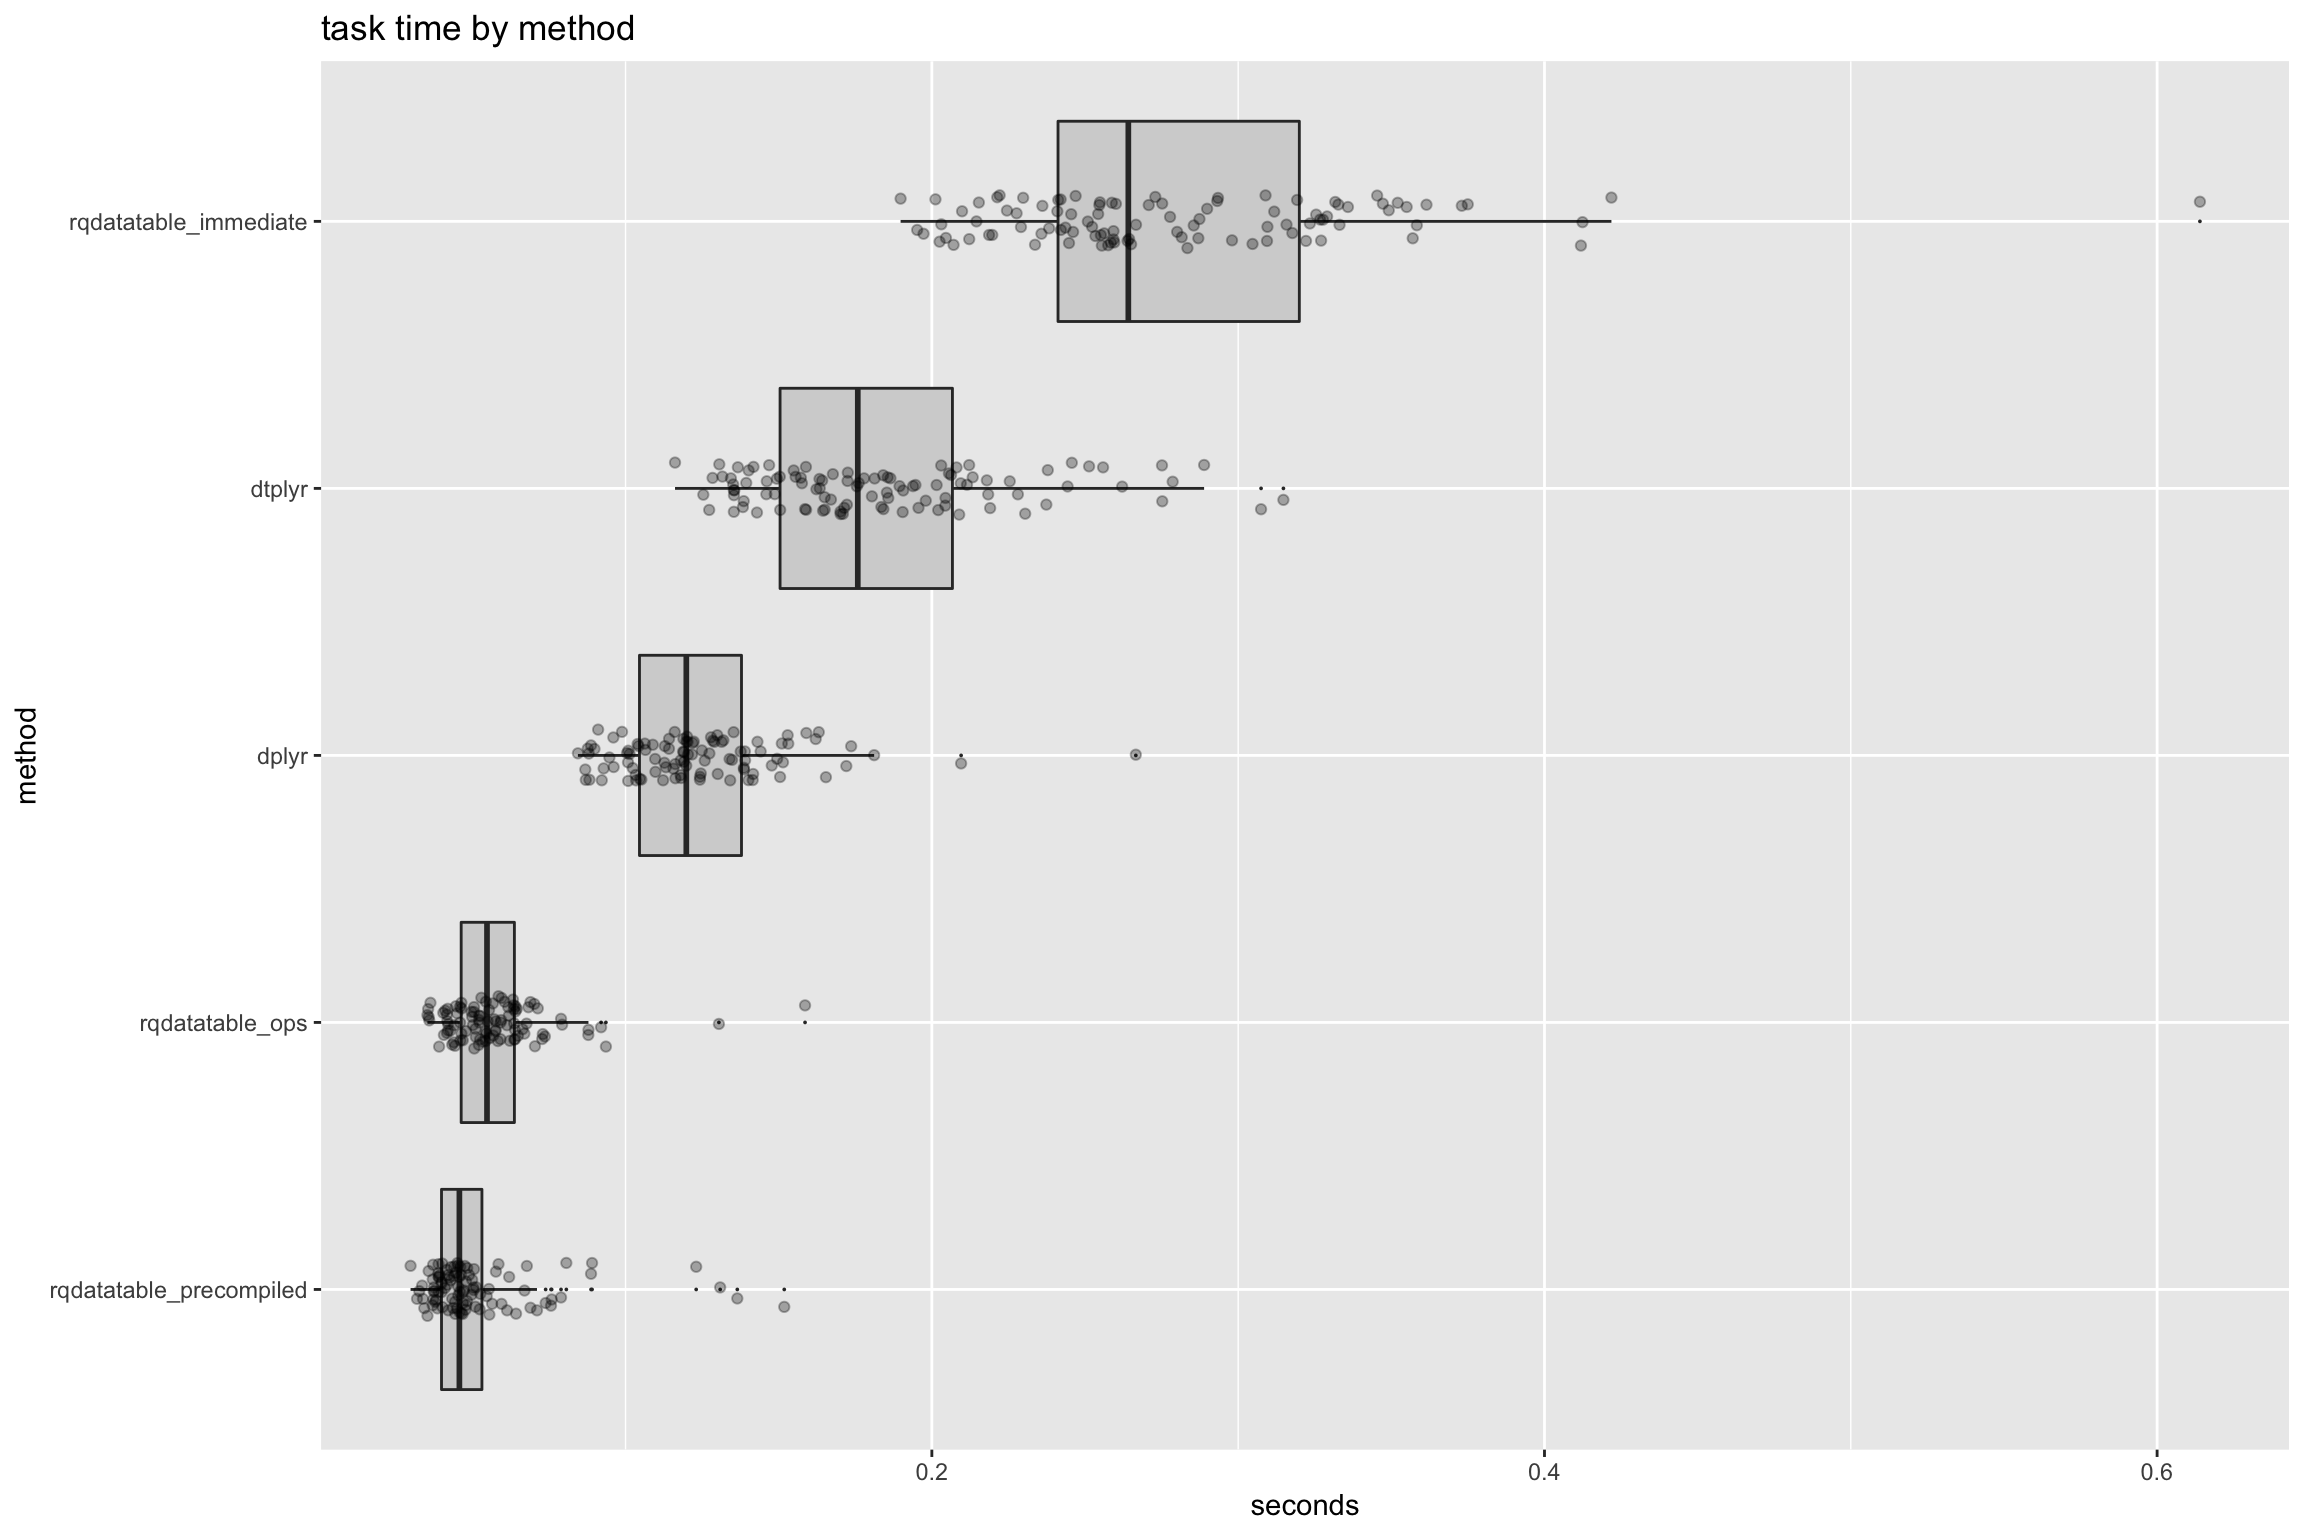 task time by method
rqdatatable_immediate
dtplyr
dplyr
rqdatatable_ops
rqdatatable_precompiled
method
0.2
0.4
0.6
seconds